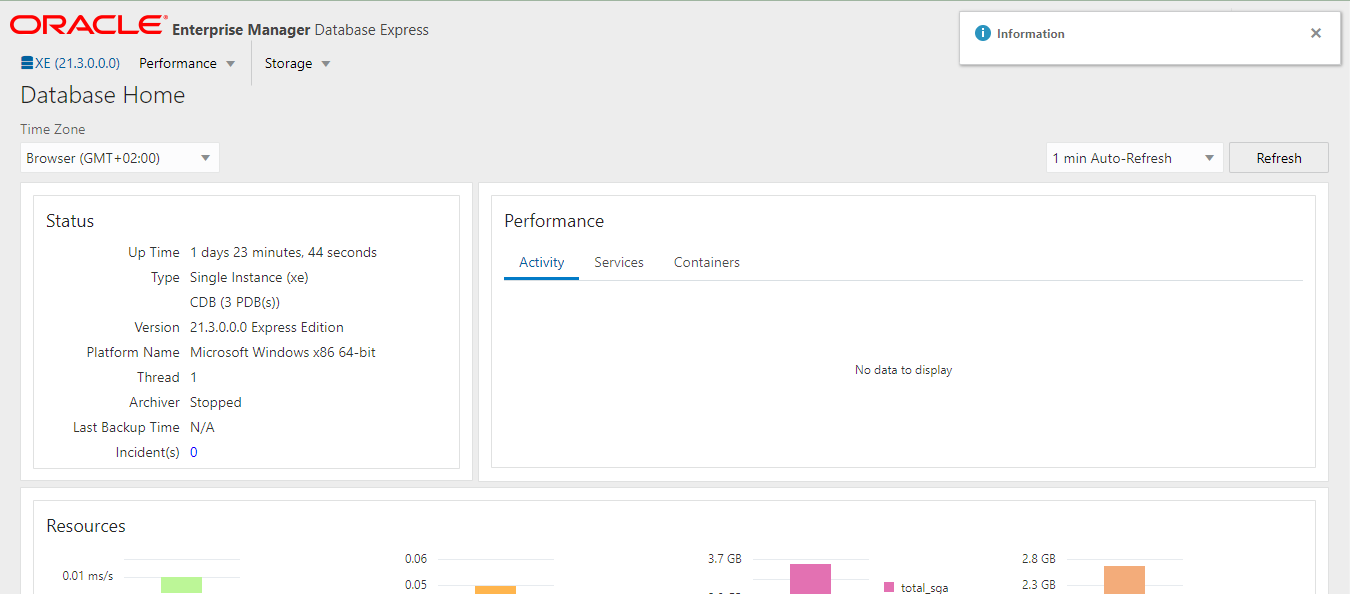 ORACLE Enterprise Manager Database Express
Information
XE (21.3.0.0.0) Performance Storage
Database Home
Time Zone
Browser (GMT+02:00)
1 min Auto-Refresh
Refresh
Status
Up Time 1 days 23 minutes, 44 seconds
Type Single Instance (xe)
CDB (3 PDB(s))
Version 21.3.0.0.0 Express Edition
Platform Name Microsoft Windows x86 64-bit
Thread 1
Archiver Stopped
Last Backup Time N/A
Incident(s) 0
Performance
Activity Services Containers
No data to display
Resources
0.01 ms/s
0.06
0.05
3.7 GB
total_sga
2.8 GB
2.3 GB